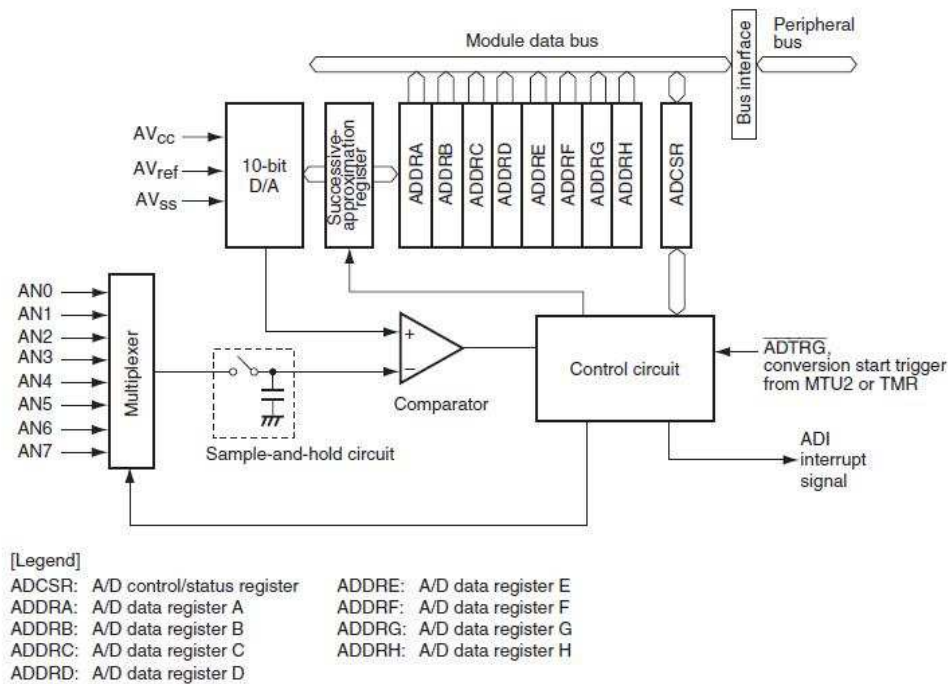 Module data bus
Peripheral
bus
Bus interface
AVcc
AVref
AVss
10-bit
D/A
Successive-
approximation
register
ADDRA
ADDRB
ADDRC
ADDRD
ADDRE
ADDRF
ADDRG
ADDRH
ADCSR
AN0
AN1
AN2
AN3
AN4
AN5
AN6
AN7
Multiplexer
+
−
Comparator
Sample-and-hold circuit
Control circuit
ADTRG,
conversion start trigger
from MTU2 or TMR
ADI
interrupt
signal
[Legend]
ADCSR: A/D control/status register
ADDRA: A/D data register A
ADDRB: A/D data register B
ADDRC: A/D data register C
ADDRD: A/D data register D
ADDRE: A/D data register E
ADDRF: A/D data register F
ADDRG: A/D data register G
ADDRH: A/D data register H